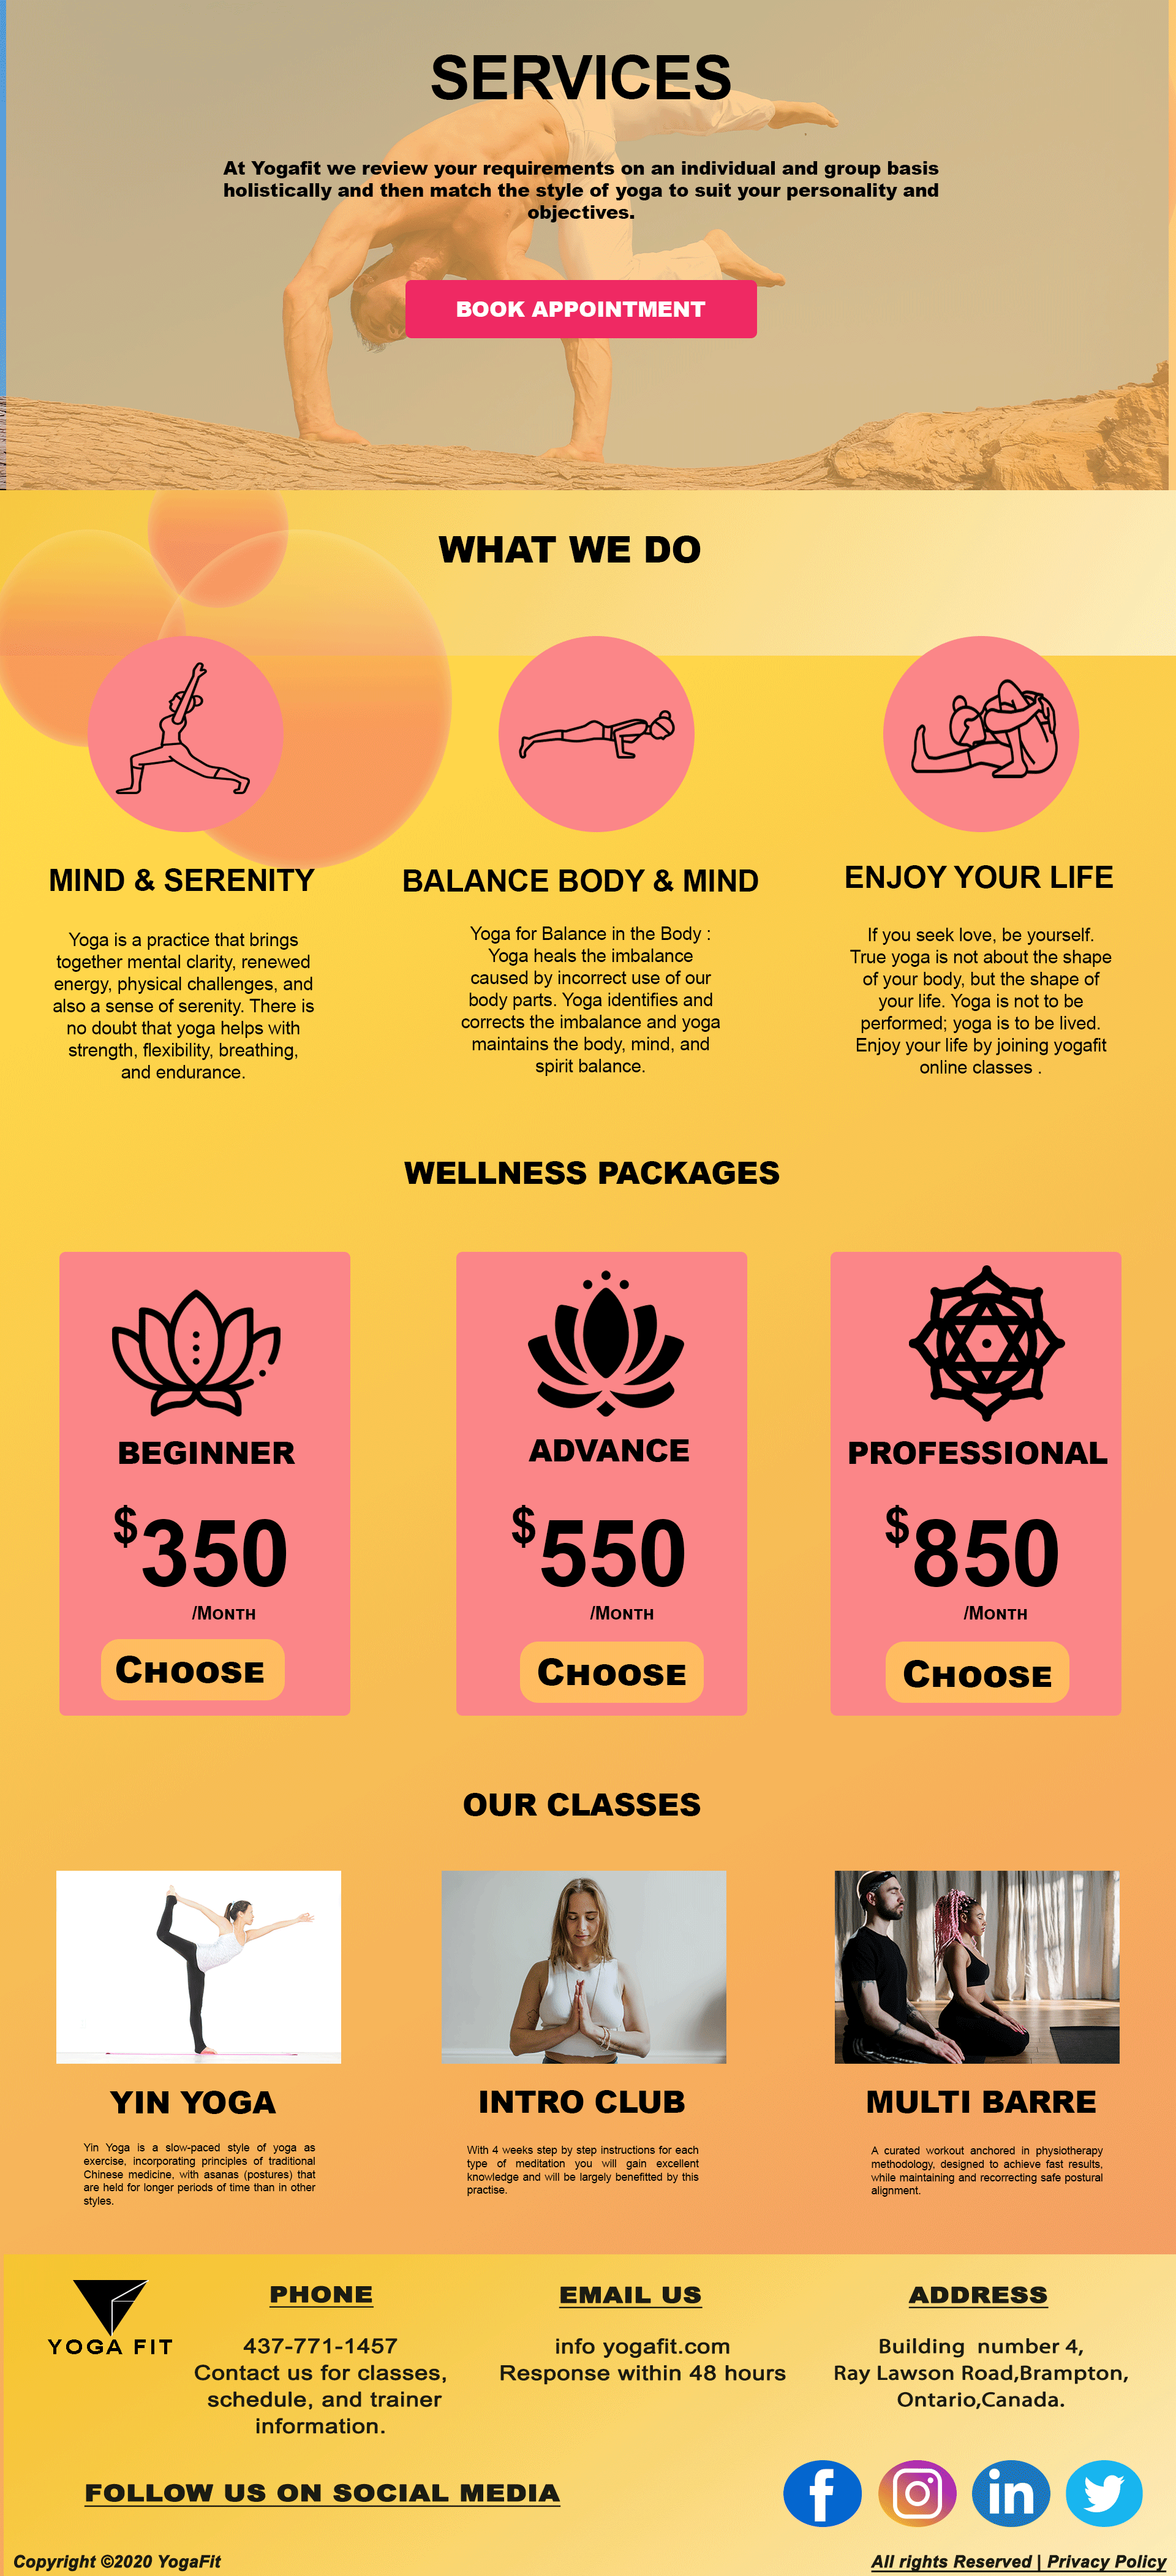 SERVICES
At Yogafit we review your requirements on an individual and group basis
holistically and then match the style of yoga to suit your personality and
objectives.
BOOK APPOINTMENT
WHAT WE DO
MIND & SERENITY
Yoga is a practice that brings
together mental clarity, renewed
energy, physical challenges, and
also a sense of serenity. There is
no doubt that yoga helps with
strength, flexibility, breathing,
and endurance.
BALANCE BODY & MIND
Yoga for Balance in the Body :
Yoga heals the imbalance
caused by incorrect use of our
body parts. Yoga identifies and
corrects the imbalance and yoga
maintains the body, mind, and
spirit balance.
ENJOY YOUR LIFE
If you seek love, be yourself.
True yoga is not about the shape
of your body, but the shape of
your life. Yoga is not to be
performed; yoga is to be lived.
Enjoy your life by joining yogafit
online classes .
WELLNESS PACKAGES
BEGINNER
$350
/MONTH
CHOOSE
ADVANCE
$550
/MONTH
CHOOSE
PROFESSIONAL
$850
/MONTH
CHOOSE
OUR CLASSES
YIN YOGA
Yin Yoga is a slow-paced style of yoga as
exercise, incorporating principles of traditional
Chinese medicine, with asanas (postures) that
are held for longer periods of time than in other
styles.
INTRO CLUB
With 4 weeks step by step instructions for each
type of meditation you will gain excellent
knowledge and will be largely benefitted by this
practise.
MULTI BARRE
A curated workout anchored in physiotherapy
methodology, designed to achieve fast results,
while maintaining and recorrecting safe postural
alignment.
YOGA FIT
PHONE
437-771-1457
Contact us for classes,
schedule, and trainer
information.
EMAIL US
info yogafit.com
Response within 48 hours
ADDRESS
Building number 4,
Ray Lawson Road,Brampton,
Ontario,Canada.
FOLLOW US ON SOCIAL MEDIA
f
in
Copyright ©2020 YogaFit
All rights Reserved | Privacy Policy